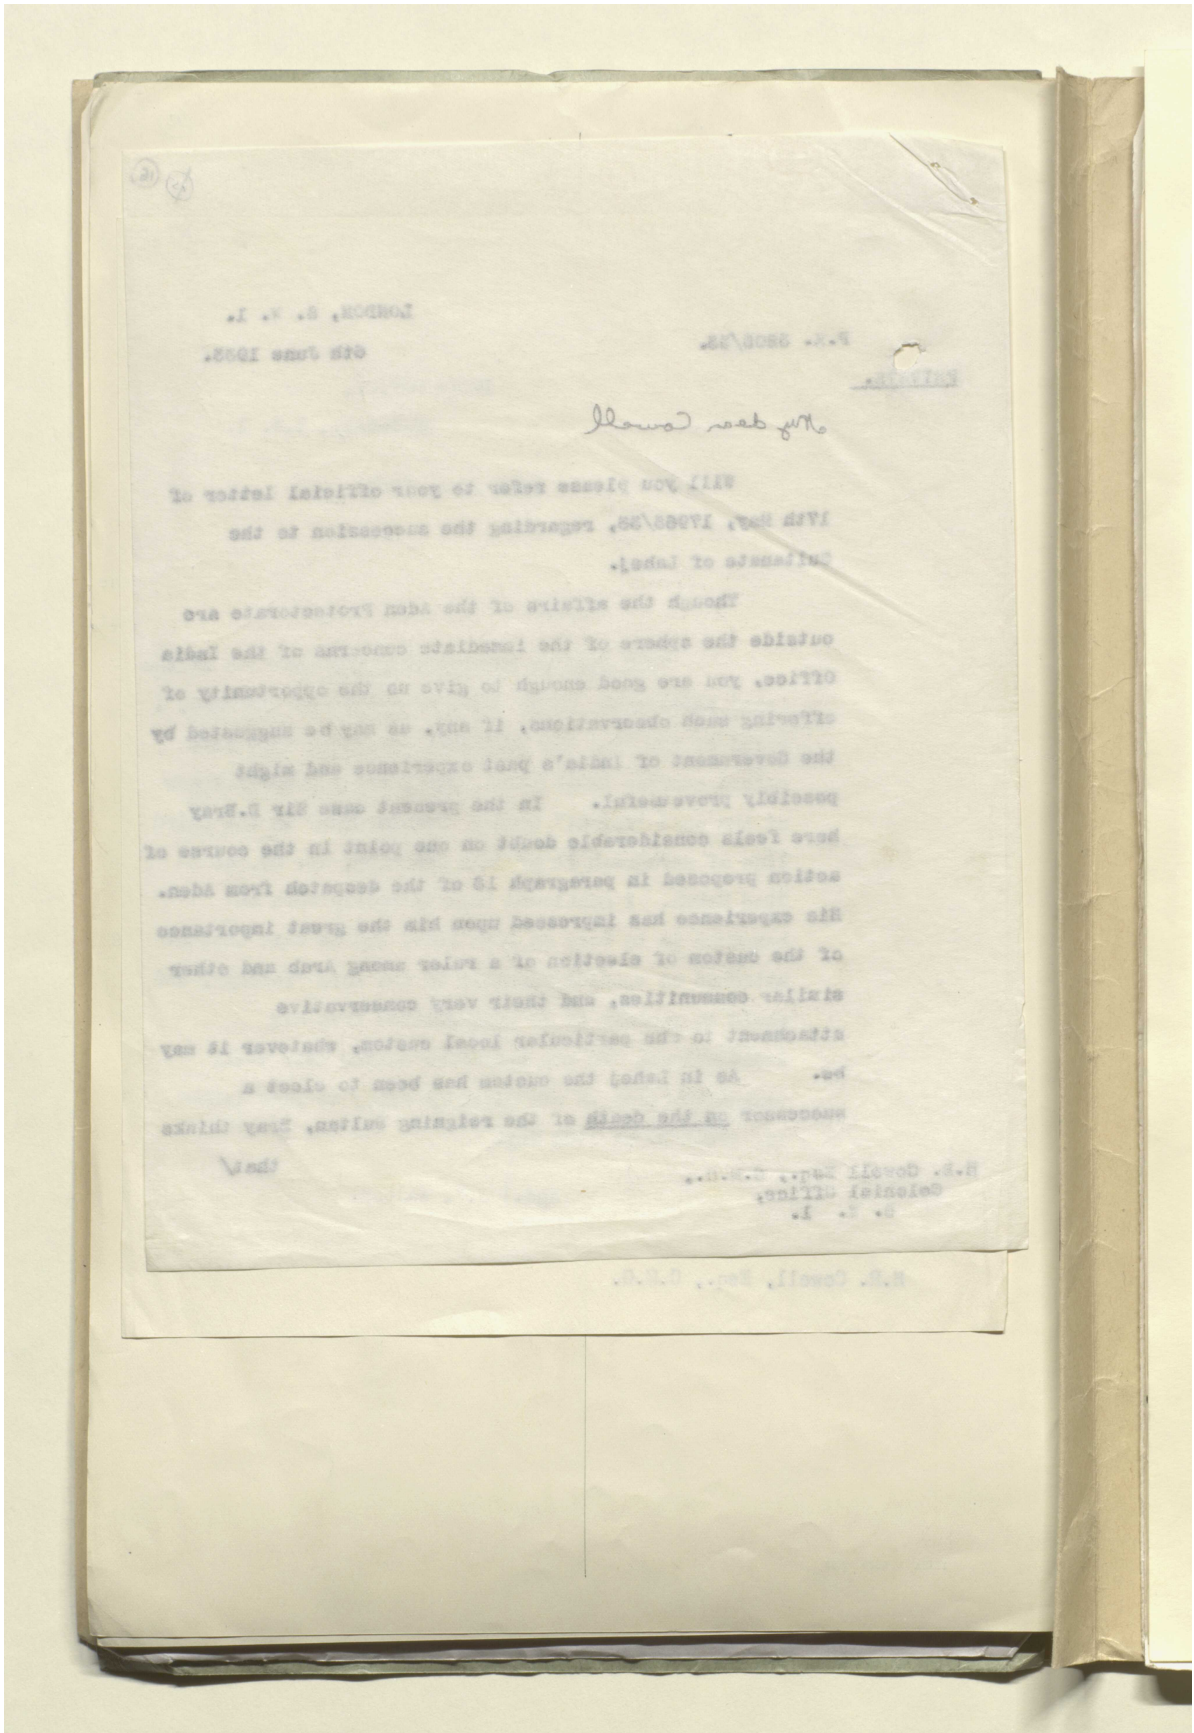 LONDON, S. W. 1.
6th June 1933.
PRIVATE.
My dear Cowell
Will you please refer to your official letter of
17th May, 17963/33, regarding the succession to the
Sultanate of Lahej.
Though the affairs of the Aden Protectorate are
outside the sphere of the immediate concerns of the India
Office, you are good enough to give us the opportunity of
offering such observations, if any, as may be suggested by
the Government of India's past experience and might
possibly prove useful. In the present case Sir D.Bray
here feels considerable doubt on one point in the course of
action proposed in paragraph of the despatch from Aden.
His experience has impressed upon him the great importance
of the custom of election of a ruler among Arab and other
similar communities, and their very conservative
attachment to the particular local custom, whatever it may
be. As in Lahej the custom has been to elect a
successor on the death of the reigning Sultan, Bray thinks
that/
H.R. Cowell Esq., C.M.G.,
Colonial Office,
S. W. 1.
H.R. Cowell, Esq.,